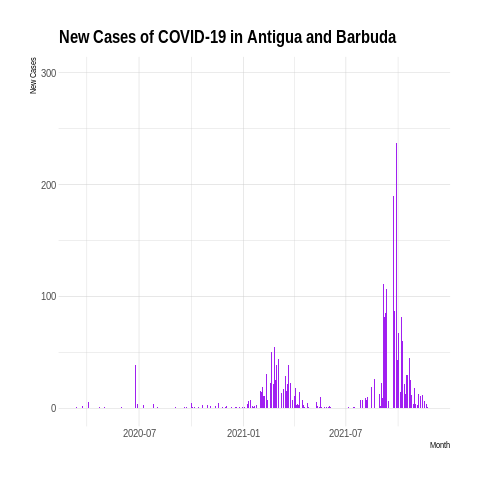 New Cases of COVID-19 in Antigua and Barbuda
New Cases
300
200
100
0
2020-07
2021-01
2021-07
Month